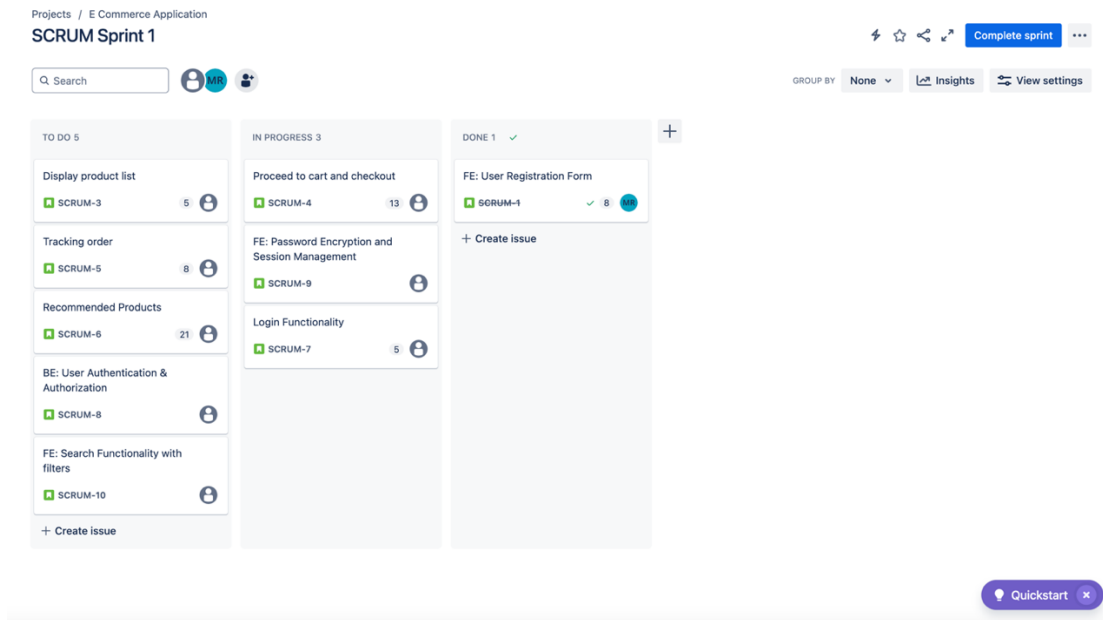 Projects / E Commerce Application
SCRUM Sprint 1
Complete sprint
Search
MR
GROUP BY
None
Insights
View settings
TO DO 5
Display product list
SCRUM-3
5
Tracking order
SCRUM-5
8
Recommended Products
SCRUM-6
21
BE: User Authentication &
Authorization
SCRUM-8
FE: Search Functionality with
filters
SCRUM-10
+ Create issue
IN PROGRESS 3
Proceed to cart and checkout
SCRUM-4
13
FE: Password Encryption and
Session Management
SCRUM-9
Login Functionality
SCRUM-7
5
DONE 1
FE: User Registration Form
SCRUM-1
8
MR
+ Create issue
Quickstart